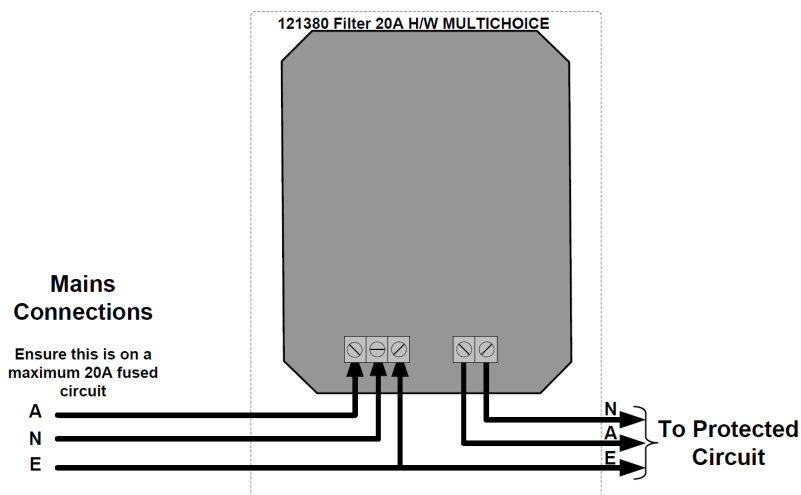 121380 Filter 20A H/W MULTICHOICE
Mains
Connections
Ensure this is on a
maximum 20A fused
circuit
A
N
E
N
A
E
To Protected
Circuit